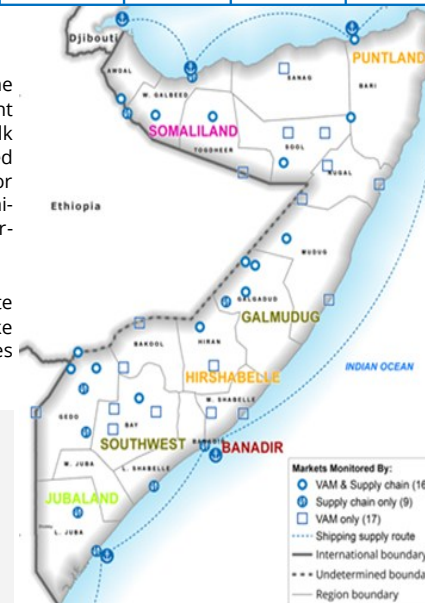 Djibouti
PUNTLAND
AWDAL
W. GALBEED
SANAG
BARI
SOMALILAND
TOGDHEER
SOOL
NUGAL
Ethiopia
MUDUG
GALGADUD
GALMUDUG
BAKOOL
HIRAN
INDIAN OCEAN
HIRSHABELLE
M. SHABELLE
GEDO
BAY
SOUTHWEST
BANADIR
M. JUBA
L. SHABELLE
JUBALAND
L. JUBA
Markets Monitored By:
VAM & Supply chain (16
Supply chain only (9)
VAM only (17)
Shipping supply route
International boundary
Undetermined bounda
Region boundary